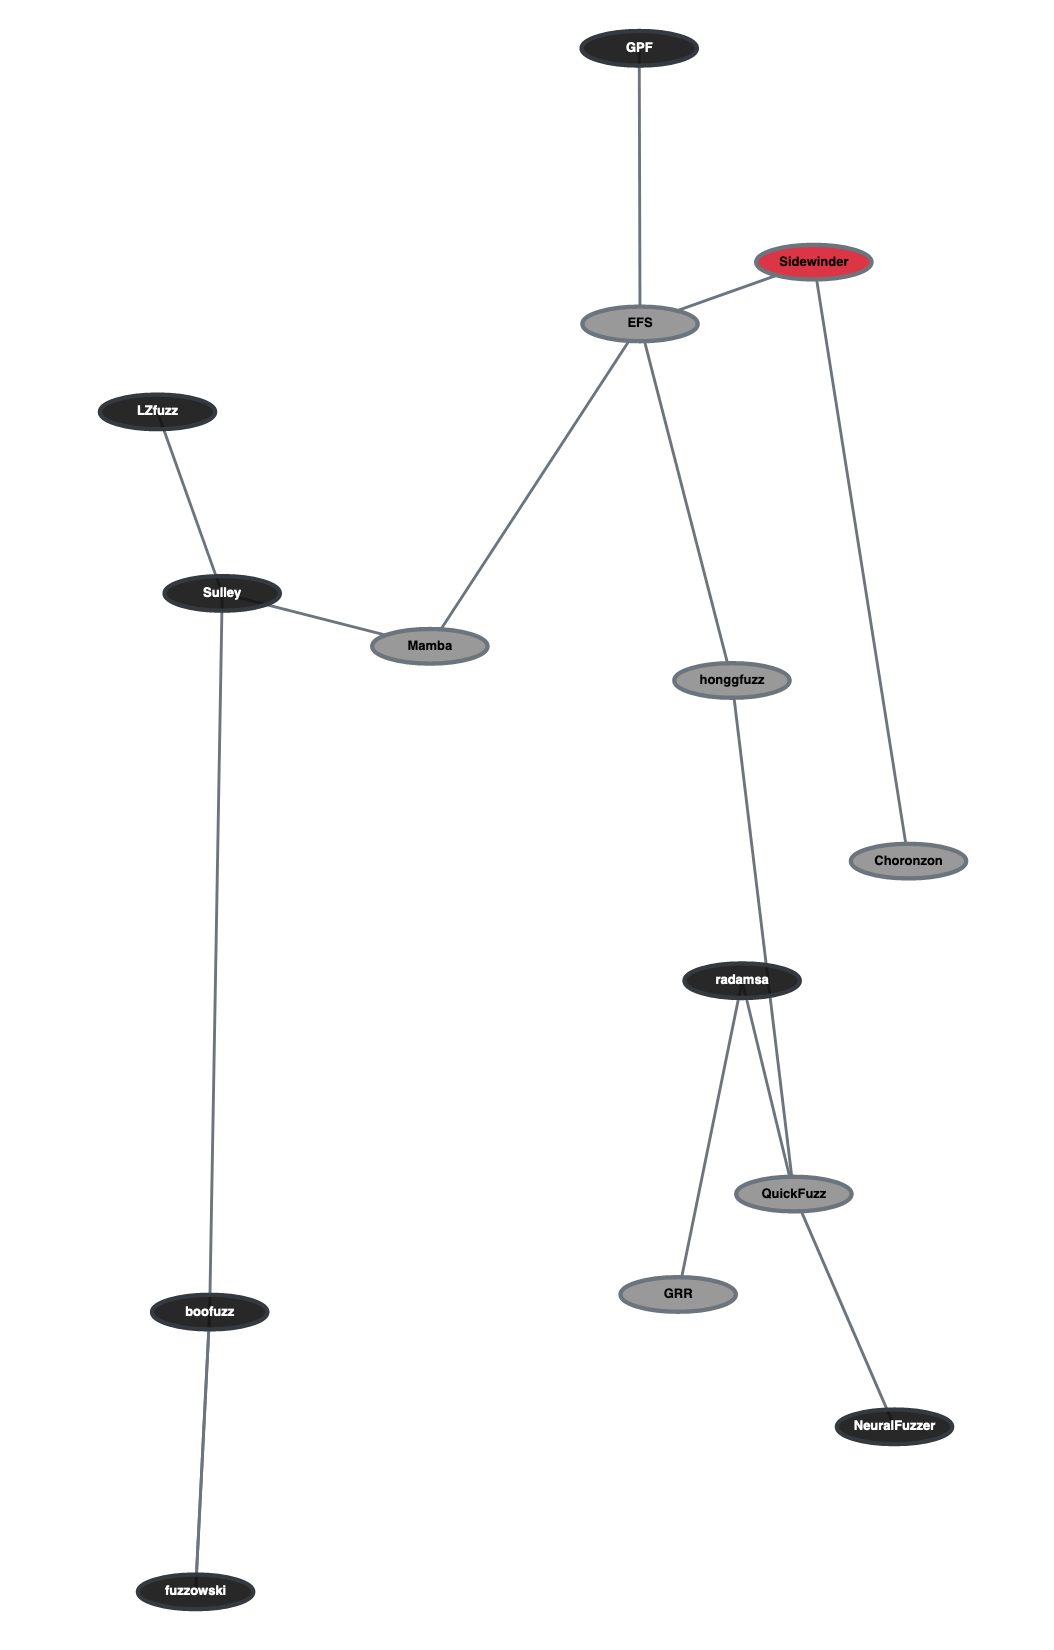 GPF
Sidewinder
EFS
LZfuzz
Sulley
Mamba
honggfuzz
Choronzon
radamsa
QuickFuzz
GRR
boofuzz
NeuralFuzzer
fuzzowski